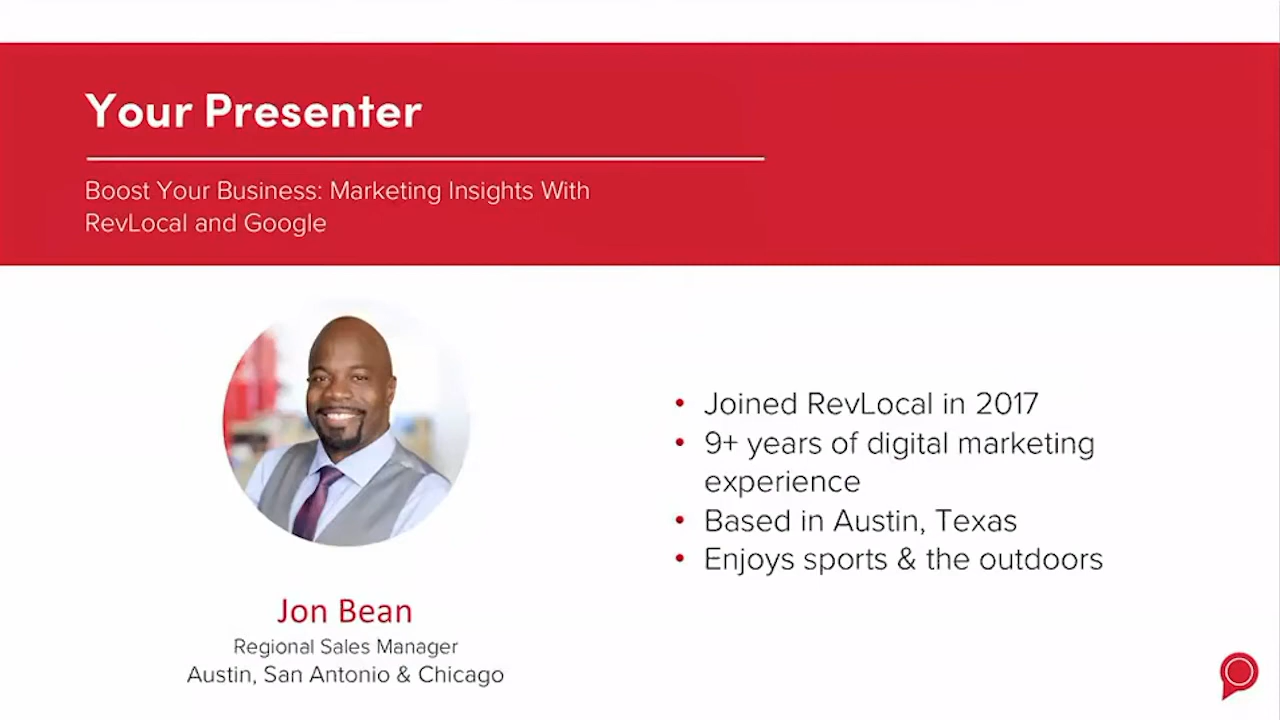 Your Presenter
Boost Your Business: Marketing Insights With
RevLocal and Google
• Joined RevLocal in 2017
• 9+ years of digital marketing
experience
• Based in Austin, Texas
• Enjoys sports & the outdoors
Jon Bean
Regional Sales Manager
Austin, San Antonio & Chicago